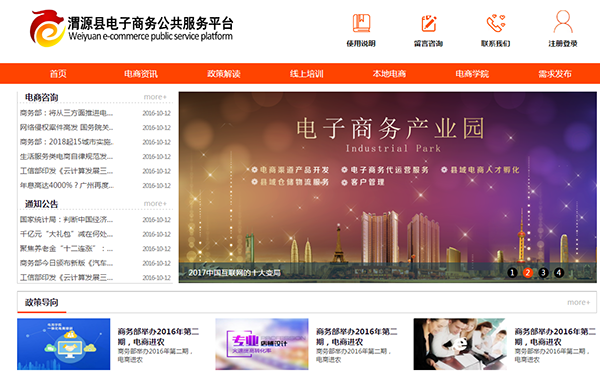 渭源县电子商务公共服务平台
Weiyuan e-commerce public service platform
使用说明
留言咨询
联系我们
注册登录
首页
电商资讯
政策解读
线上培训
本地电商
电商学院
需求发布
电商咨询
more+
商务部：将从三方面推进电...
2016-10-12
网络侵权案件高发 国务院关...
2016-10-12
商务部：2018起15城市实施...
2016-10-12
生活服务类电商自律规范发...
2016-10-12
工信部印发《云计算发展三...
2016-10-12
年息高达4000%？广州再度...
2016-10-12
通知公告
more+
国家统计局：判断中国经济...
2016-10-12
千亿元“大礼包”减在何处...
2016-10-12
聚焦养老金“十二连涨”：...
2016-10-12
商务部今日颁布新版《汽车...
2016-10-12
工信部印发《云计算发展三...
2016-10-12
电子商务产业园
Industrial Park
电商渠道产品开发
电子商务代运营服务
县域电商人才孵化
县域仓储物流服务
客户管理
2017中国互联网的十大变局
1 2 3 4
政策导向
more+
商务部举办2016年第二期，电商进农
商务部举办2016年第二期，电商进农
专业店铺设计
火速提高转化率
商务部举办2016年第二期，电商进农
商务部举办2016年第二期，电商进农
商务部举办2016年第二期，电商进农
商务部举办2016年第二期，电商进农